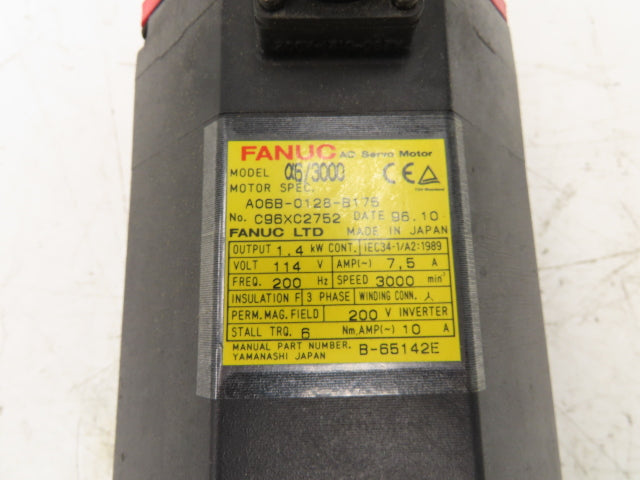 FANUC AC Servo Motor
MODEL α6/3000 CE
MOTOR SPEC.
A06B-0128-B175
No. C96XC2752 DATE 96.10
FANUC LTD MADE IN JAPAN
OUTPUT 1.4 kW CONT. IEC34-1/A2:1989
VOLT 114 V AMP(~) 7,5 A
FREQ. 200 Hz SPEED 3000 min⁻¹
INSULATION F 3 PHASE WINDING CONN. 人
PERM.MAG.FIELD 200 V INVERTER
STALL TRQ. 6 Nm,AMP(~) 10 A
MANUAL PART NUMBER. B-65142E
YAMANASHI JAPAN